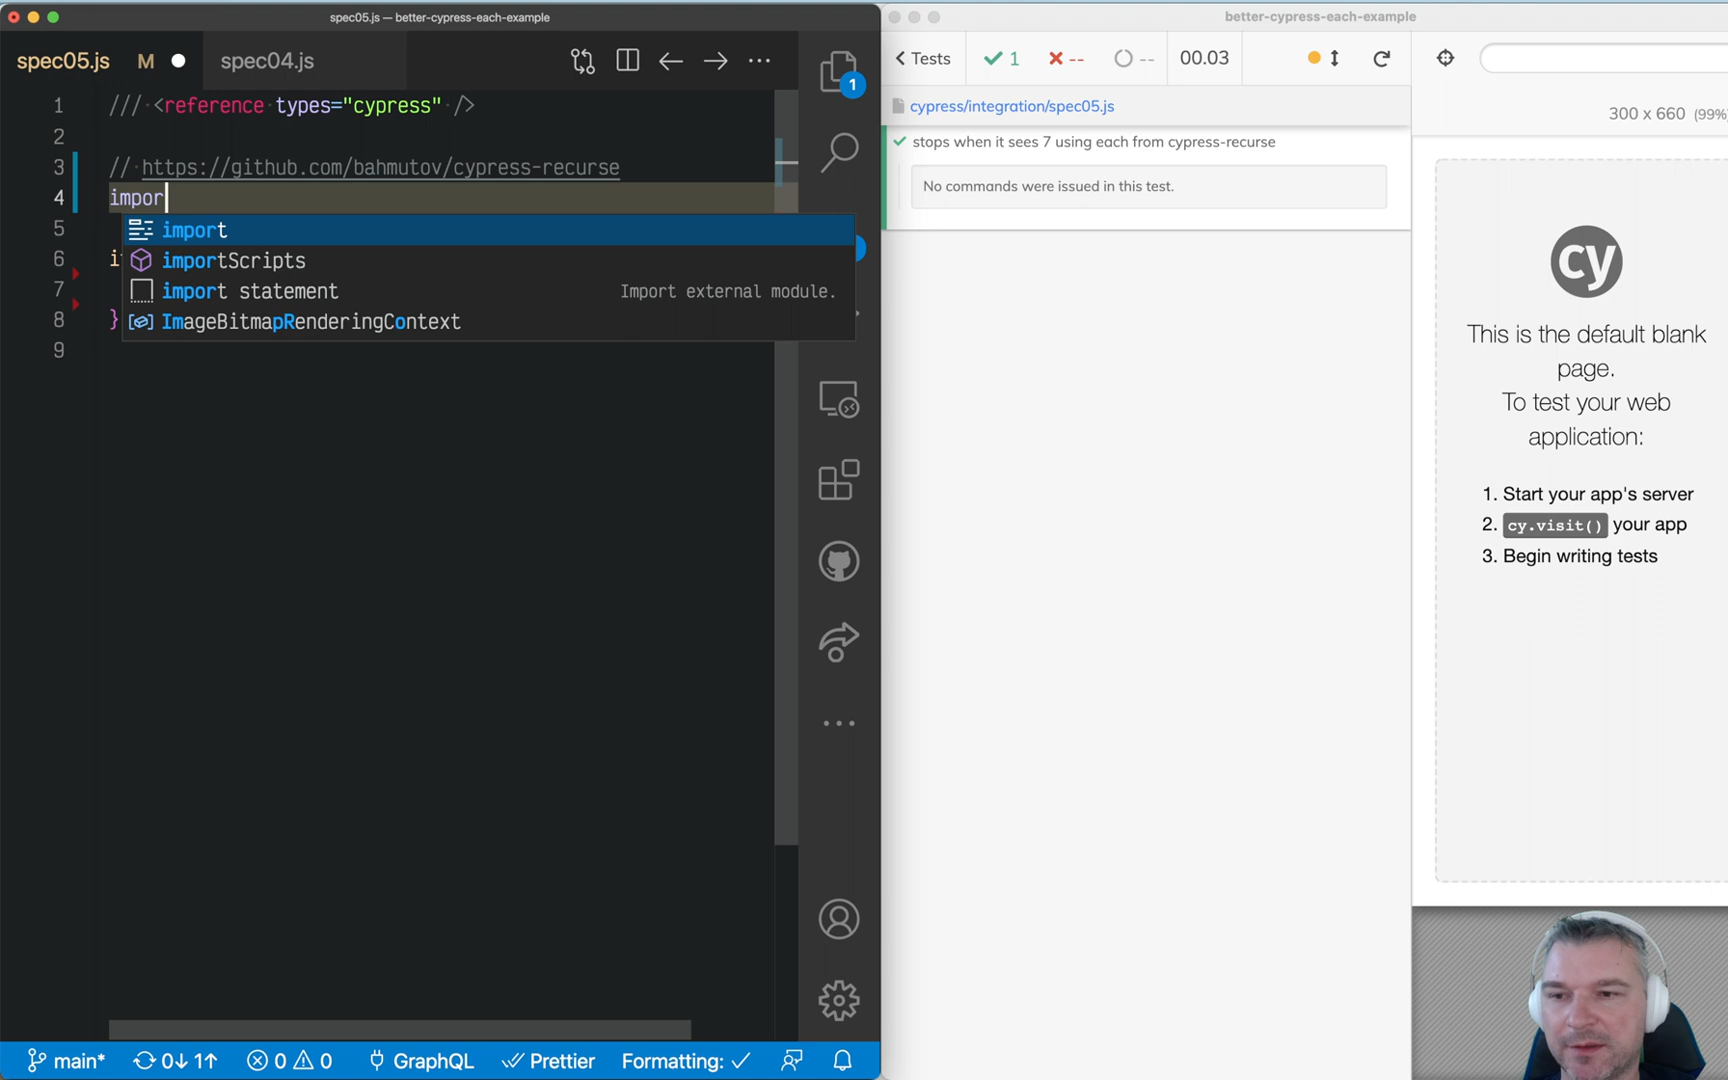 spec05.js — better-cypress-each-example
spec05.js M
spec04.js
1 /// <reference types="cypress" />
2
3 // https://github.com/bahmutov/cypress-recurse
4 impor
5 import
6 i importScripts
7 import statement Import external module.
8 } ImageBitmapRenderingContext
9
1
main* 0↓ 1↑ 0 0 GraphQL Prettier Formatting: ✓
better-cypress-each-example
Tests 1 -- -- 00.03
cypress/integration/spec05.js
stops when it sees 7 using each from cypress-recurse
No commands were issued in this test.
300 x 660 (99%)
cy
This is the default blank
page.
To test your web
application:
1. Start your app's server
2. cy.visit() your app
3. Begin writing tests